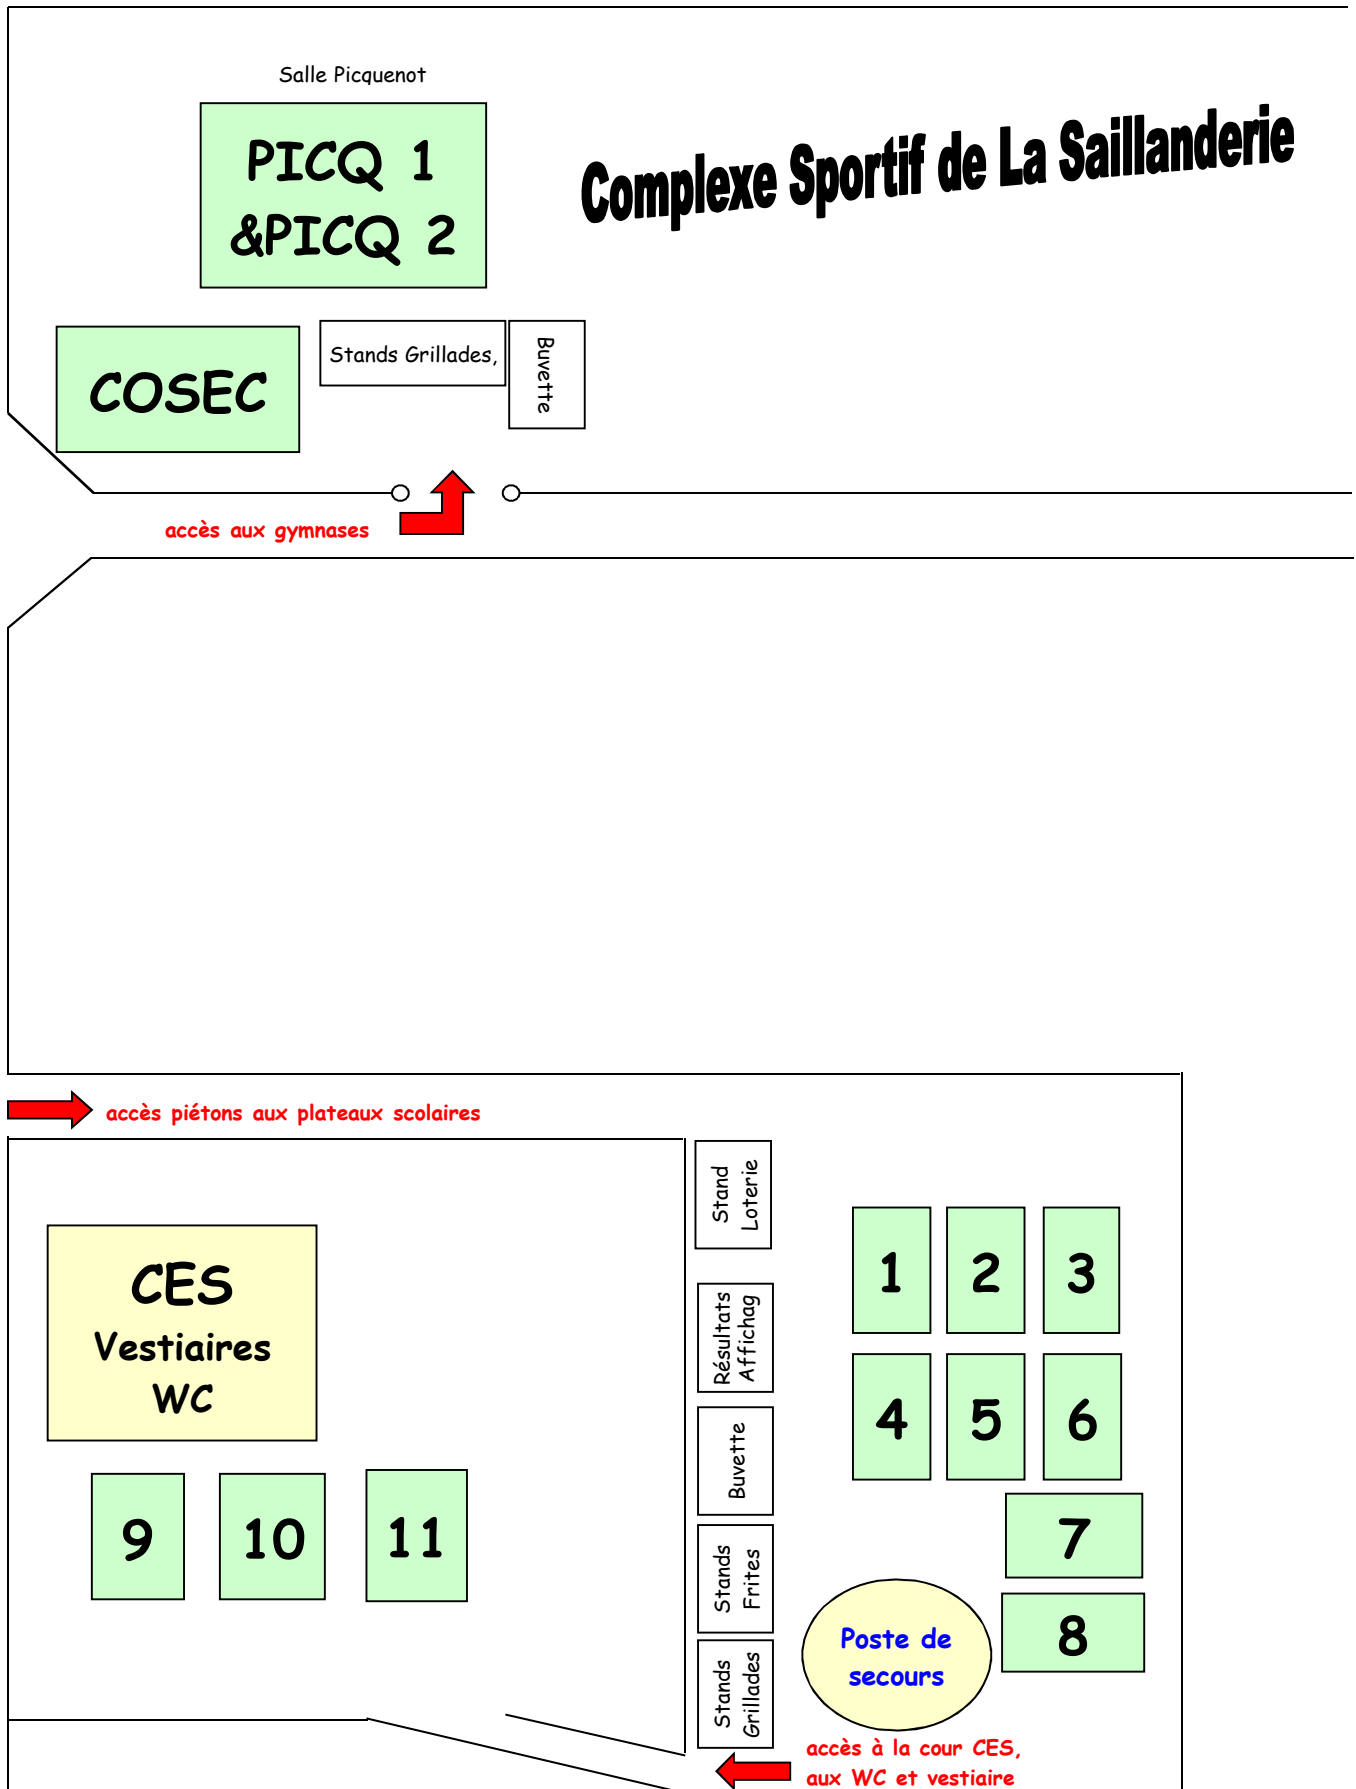 Salle Picquenot
PICQ 1
&PICQ 2
Complexe Sportif de La Saillanderie
COSEC
Stands Grillades,
Buvette
accès aux gymnases
accès piétons aux plateaux scolaires
Stand
Loterie
CES
Vestiaires
WC
1
2
3
Résultats
Affichag
4
5
6
Buvette
9
10
11
7
Stands
Frites
8
Poste de
secours
Stands
Grillades
accès à la cour CES,
aux WC et vestiaire